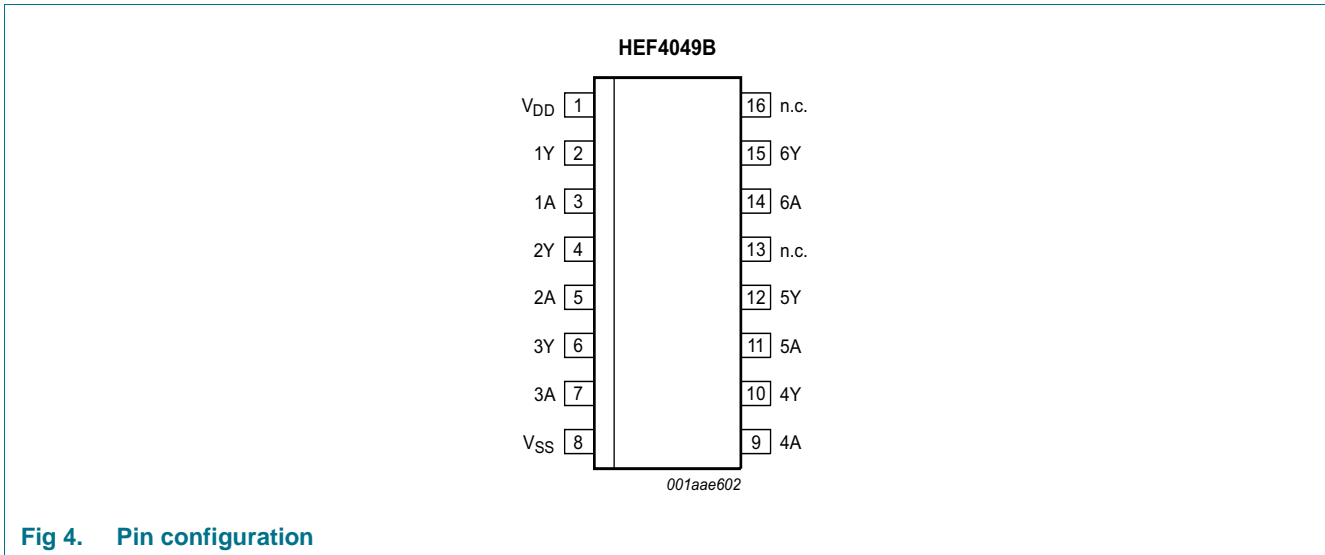 HEF4049B
VDD 1
1Y 2
1A 3
2Y 4
2A 5
3Y 6
3A 7
VSS 8
16 n.c.
15 6Y
14 6A
13 n.c.
12 5Y
11 5A
10 4Y
9 4A
001aae602
Fig 4. Pin configuration